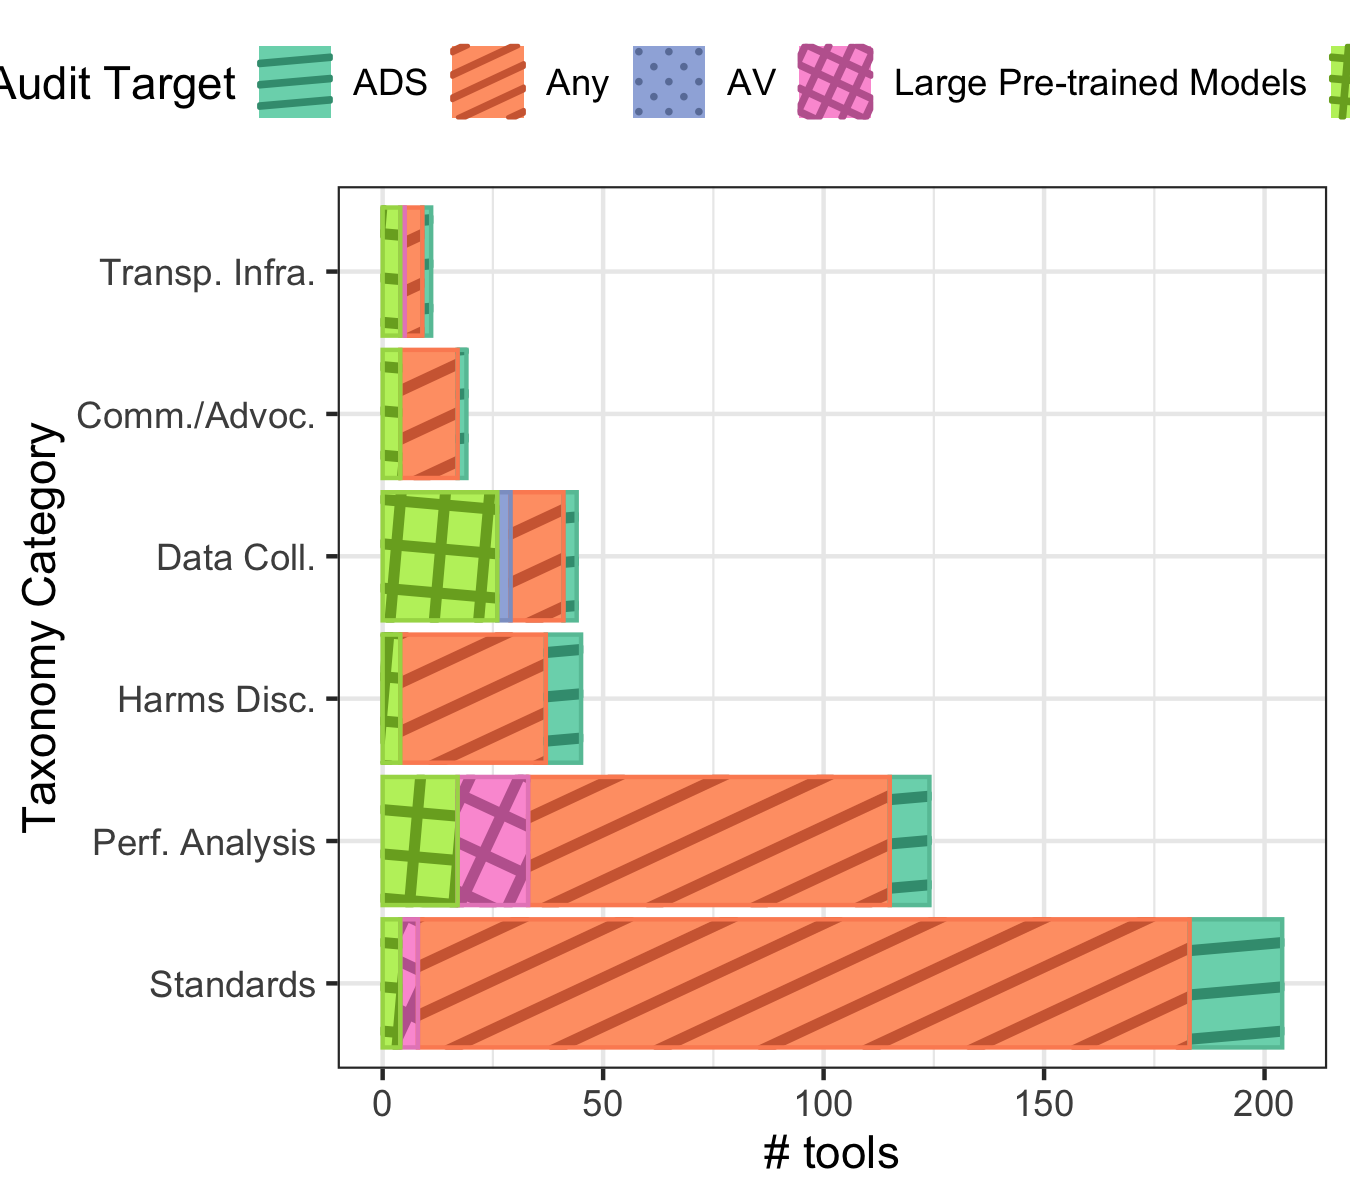 Audit Target ADS Any AV Large Pre-trained Models
Transp. Infra.
Comm./Advoc.
Data Coll.
Harms Disc.
Perf. Analysis
Standards
Taxonomy Category
0 50 100 150 200
# tools